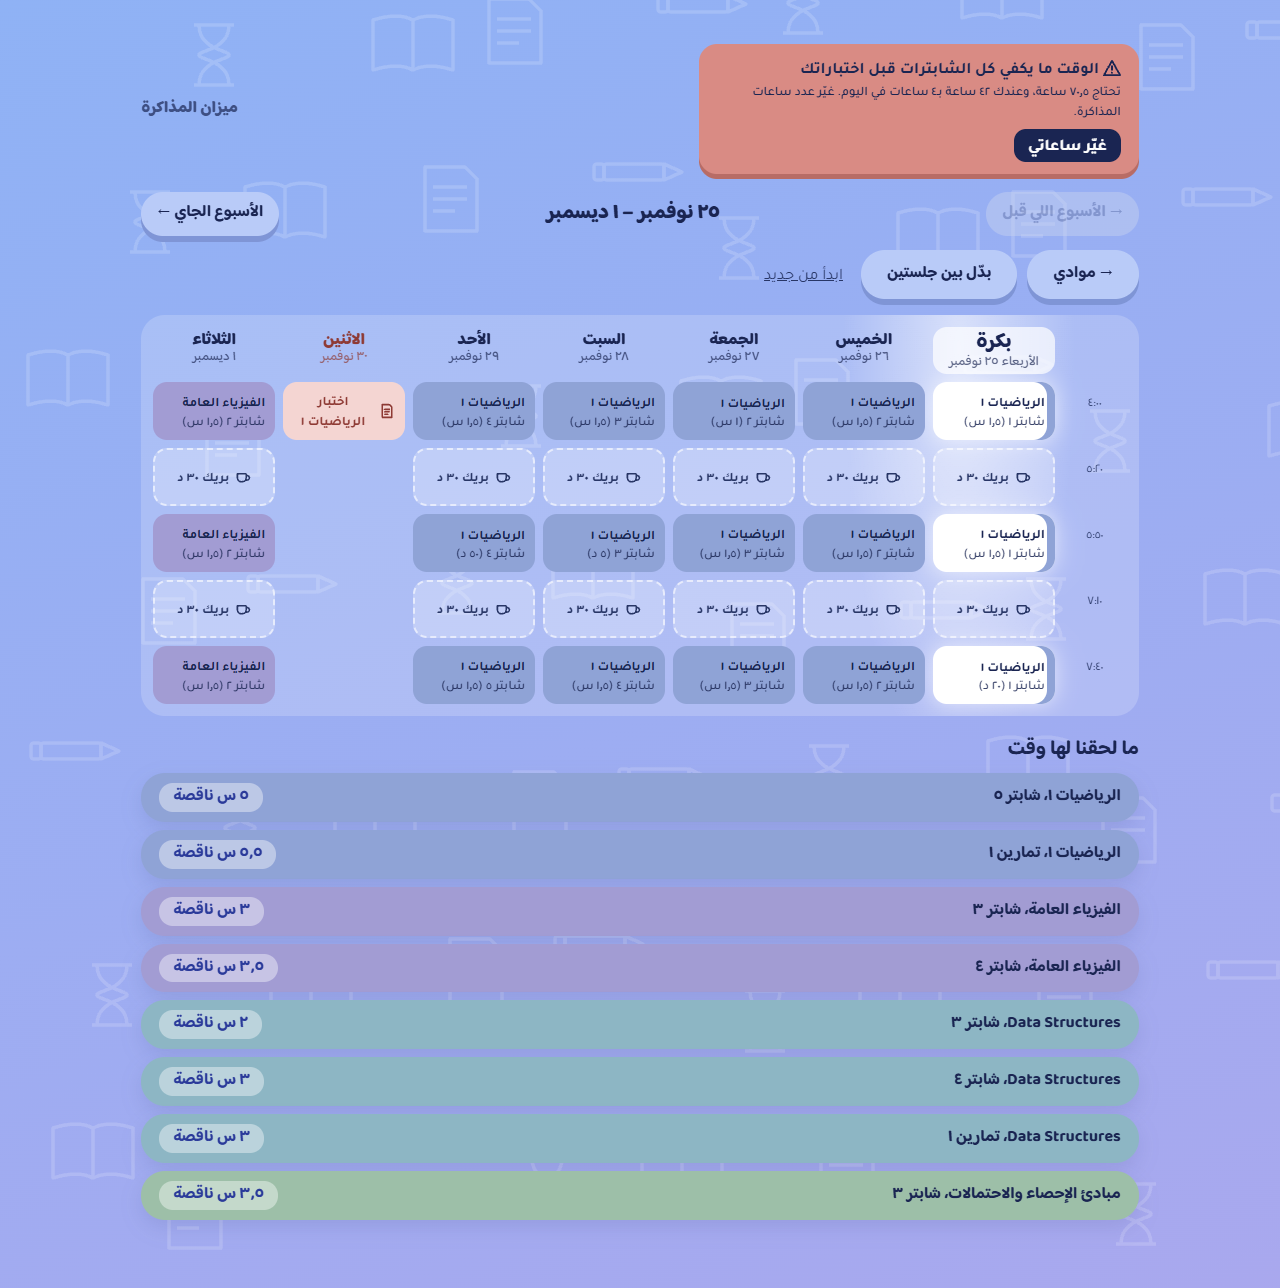 الوقت ما يكفي كل الشابترات قبل اختباراتك
تحتاج ٧٠٫٥ ساعة، وعندك ٤٢ ساعة بـ٤ ساعات في اليوم. غيّر عدد ساعات
المذاكرة.
غيّر ساعاتي
ميزان المذاكرة
→ الأسبوع اللي قبل
٢٥ نوفمبر – ١ ديسمبر
الأسبوع الجاي ←
→ موادي
بدّل بين جلستين
ابدأ من جديد
بكرة
الأربعاء ٢٥ نوفمبر
الخميس
٢٦ نوفمبر
الجمعة
٢٧ نوفمبر
السبت
٢٨ نوفمبر
الأحد
٢٩ نوفمبر
الاثنين
٣٠ نوفمبر
الثلاثاء
١ ديسمبر
٤:٠٠
الرياضيات ١
شابتر ١ (١٫٥ س)
الرياضيات ١
شابتر ٢ (١٫٥ س)
الرياضيات ١
شابتر ٢ (١ س)
الرياضيات ١
شابتر ٣ (١٫٥ س)
الرياضيات ١
شابتر ٤ (١٫٥ س)
اختبار
الرياضيات ١
الفيزياء العامة
شابتر ٢ (١٫٥ س)
٥:٢٠
بريك ٣٠ د
بريك ٣٠ د
بريك ٣٠ د
بريك ٣٠ د
بريك ٣٠ د
بريك ٣٠ د
٥:٥٠
الرياضيات ١
شابتر ١ (١٫٥ س)
الرياضيات ١
شابتر ٢ (١٫٥ س)
الرياضيات ١
شابتر ٣ (١٫٥ س)
الرياضيات ١
شابتر ٣ (٥ د)
الرياضيات ١
شابتر ٤ (٥٠ د)
الفيزياء العامة
شابتر ٢ (١٫٥ س)
٧:١٠
بريك ٣٠ د
بريك ٣٠ د
بريك ٣٠ د
بريك ٣٠ د
بريك ٣٠ د
بريك ٣٠ د
٧:٤٠
الرياضيات ١
شابتر ١ (٢٠ د)
الرياضيات ١
شابتر ٢ (١٫٥ س)
الرياضيات ١
شابتر ٣ (١٫٥ س)
الرياضيات ١
شابتر ٤ (١٫٥ س)
الرياضيات ١
شابتر ٥ (١٫٥ س)
الفيزياء العامة
شابتر ٢ (١٫٥ س)
ما لحقنا لها وقت
الرياضيات ١، شابتر ٥
٥ س ناقصة
الرياضيات ١، تمارين ١
٥٫٥ س ناقصة
الفيزياء العامة، شابتر ٣
٣ س ناقصة
الفيزياء العامة، شابتر ٤
٣٫٥ س ناقصة
Data Structures، شابتر ٣
٢ س ناقصة
Data Structures، شابتر ٤
٣ س ناقصة
Data Structures، تمارين ١
٣ س ناقصة
مبادئ الإحصاء والاحتمالات، شابتر ٣
٣٫٥ س ناقصة